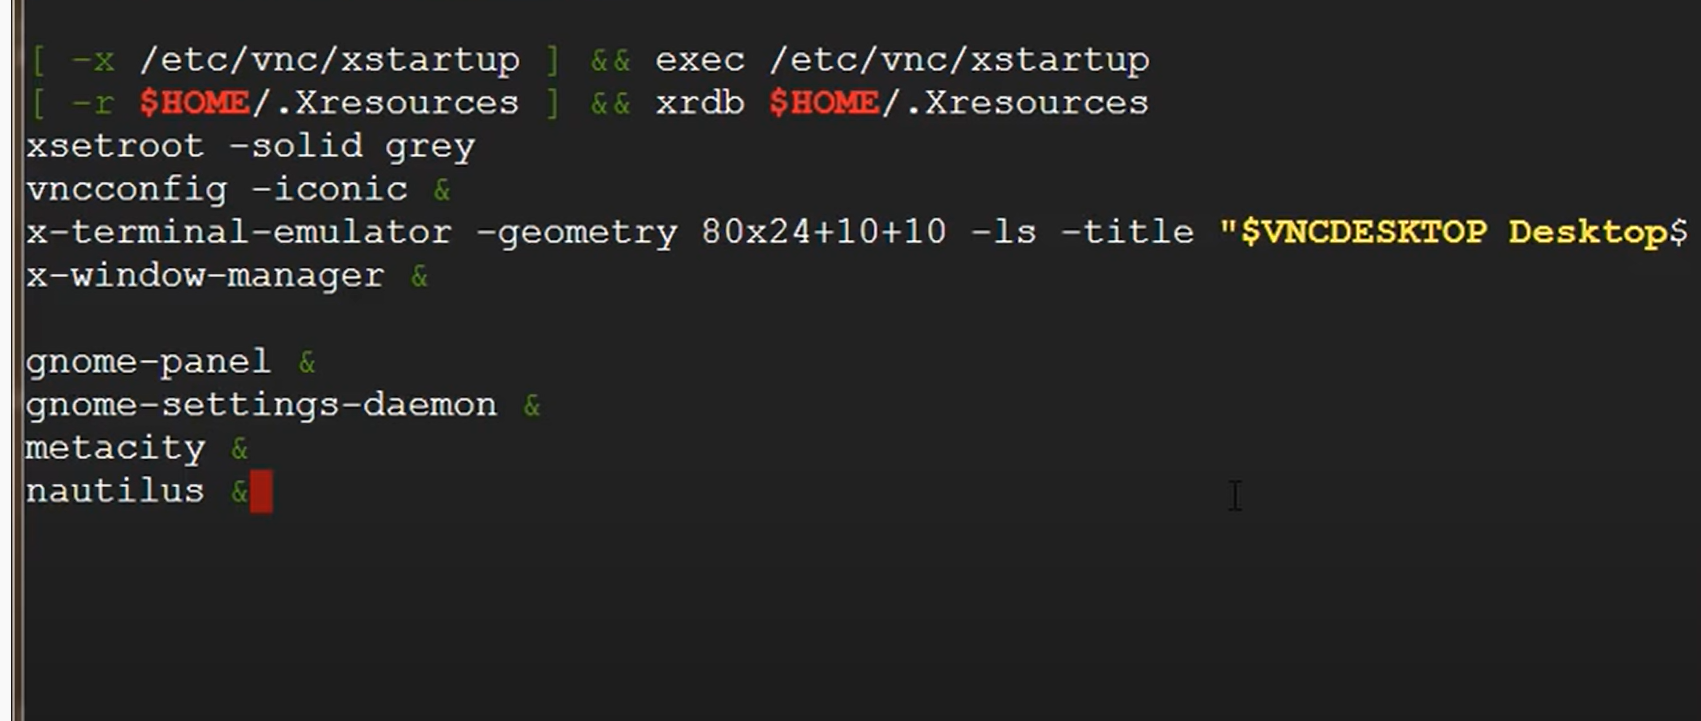 [ -x /etc/vnc/xstartup ] && exec /etc/vnc/xstartup
[ -r $HOME/.Xresources ] && xrdb $HOME/.Xresources
xsetroot -solid grey
vncconfig -iconic &
x-terminal-emulator -geometry 80x24+10+10 -ls -title "$VNCDESKTOP Desktop$
x-window-manager &
gnome-panel &
gnome-settings-daemon &
metacity &
nautilus &